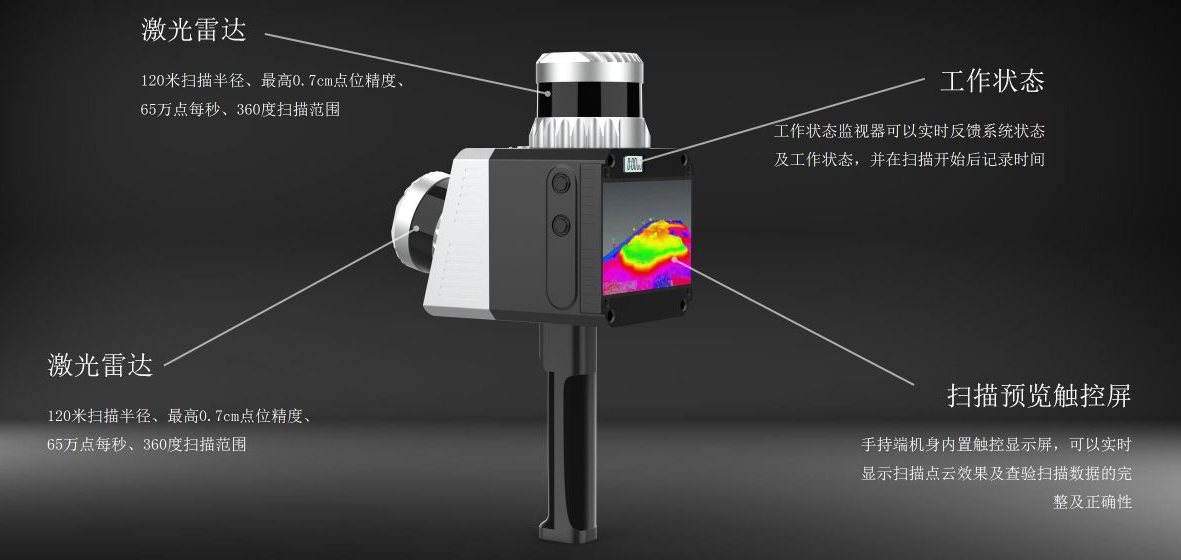 激光雷达
120米扫描半径、最高0.7cm点位精度、
65万点每秒、360度扫描范围
工作状态
工作状态监视器可以实时反馈系统状态
及工作状态，并在扫描开始后记录时间
激光雷达
120米扫描半径、最高0.7cm点位精度、
65万点每秒、360度扫描范围
扫描预览触控屏
手持端机身内置触控显示屏，可以实时
显示扫描点云效果及查验扫描数据的完
整及正确性